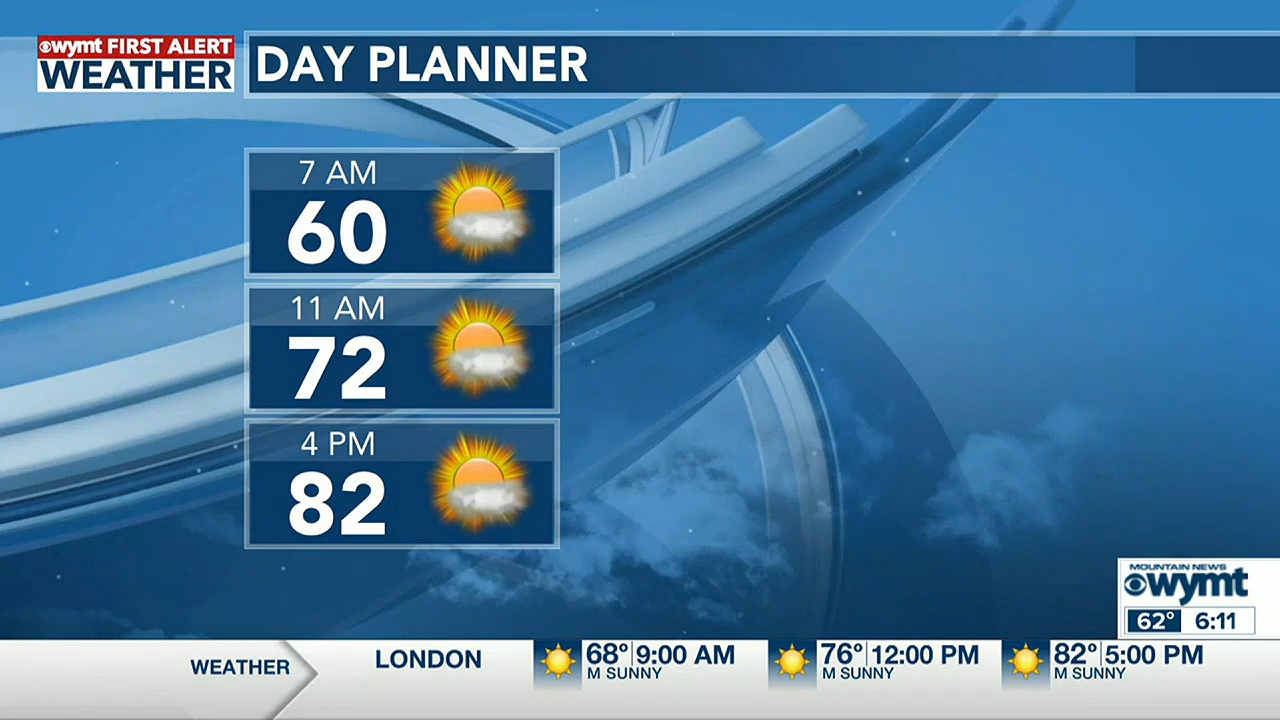 wymt FIRST ALERT
WEATHER
DAY PLANNER
7 AM
60
11 AM
72
4 PM
82
MOUNTAIN NEWS
wymt
62° 6:11
WEATHER
LONDON
68° 9:00 AM
M SUNNY
76° 12:00 PM
M SUNNY
82° 5:00 PM
M SUNNY